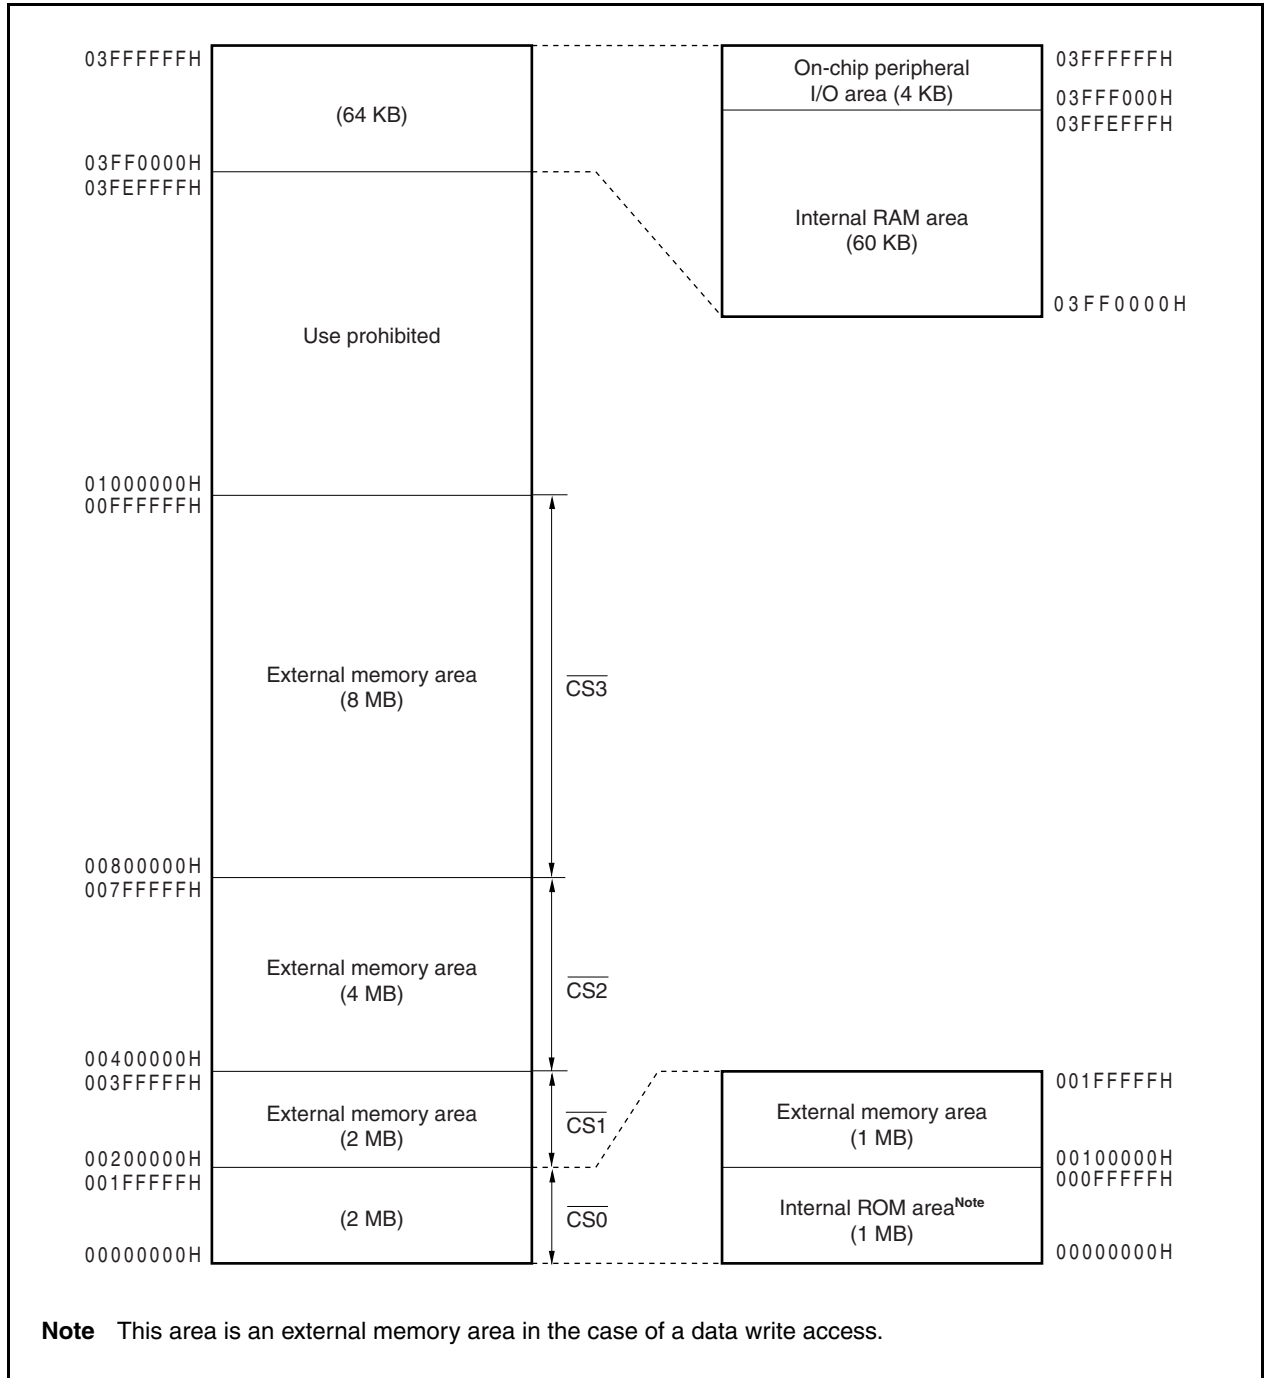 03FFFFFFH
(64 KB)
03FF0000H
03FEFFFFH
Use prohibited
01000000H
00FFFFFFH
External memory area
(8 MB)
CS3
00800000H
007FFFFFH
External memory area
(4 MB)
CS2
00400000H
003FFFFFH
External memory area
(2 MB)
CS1
00200000H
001FFFFFH
(2 MB)
CS0
00000000H
On-chip peripheral
I/O area (4 KB)
03FFFFFFH
03FFF000H
03FFEFFFH
Internal RAM area
(60 KB)
03FF0000H
001FFFFFH
External memory area
(1 MB)
00100000H
000FFFFFH
Internal ROM areaNote
(1 MB)
00000000H
Note This area is an external memory area in the case of a data write access.